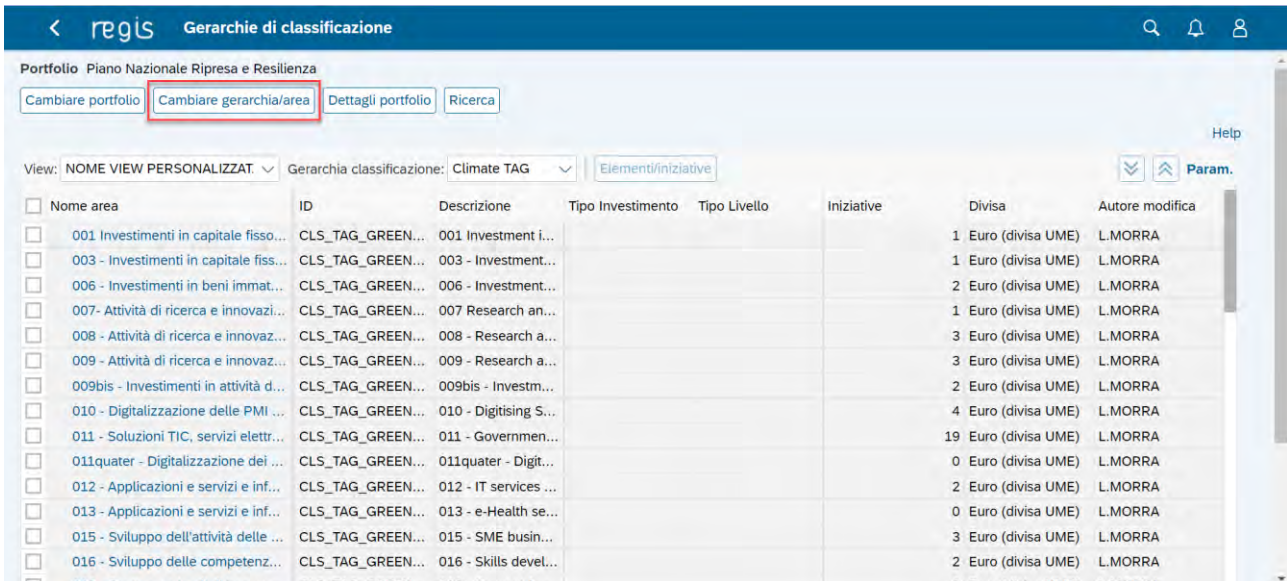 regis Gerarchie di classificazione
Portfolio Piano Nazionale Ripresa e Resilienza
Cambiare portfolio Cambiare gerarchia/area Dettagli portfolio Ricerca
Help
View: NOME VIEW PERSONALIZZAT. Gerarchia classificazione: Climate TAG Elementi/iniziative Param.
Nome area ID Descrizione Tipo Investimento Tipo Livello Iniziative Divisa Autore modifica
001 Investimenti in capitale fisso... CLS_TAG_GREEN... 001 Investment i... 1 Euro (divisa UME) L.MORRA
003 - Investimenti in capitale fiss... CLS_TAG_GREEN... 003 - Investment... 1 Euro (divisa UME) L.MORRA
006 - Investimenti in beni immat... CLS_TAG_GREEN... 006 - Investment... 2 Euro (divisa UME) L.MORRA
007- Attività di ricerca e innovazi... CLS_TAG_GREEN... 007 Research an... 1 Euro (divisa UME) L.MORRA
008 - Attività di ricerca e innovaz... CLS_TAG_GREEN... 008 - Research a... 3 Euro (divisa UME) L.MORRA
009 - Attività di ricerca e innovaz... CLS_TAG_GREEN... 009 - Research a... 3 Euro (divisa UME) L.MORRA
009bis - Investimenti in attività d... CLS_TAG_GREEN... 009bis - Investm... 2 Euro (divisa UME) L.MORRA
010 - Digitalizzazione delle PMI ... CLS_TAG_GREEN... 010 - Digitising S... 4 Euro (divisa UME) L.MORRA
011 - Soluzioni TIC, servizi elettr... CLS_TAG_GREEN... 011 - Governmen... 19 Euro (divisa UME) L.MORRA
011quater - Digitalizzazione dei ... CLS_TAG_GREEN... 011quater - Digit... 0 Euro (divisa UME) L.MORRA
012 - Applicazioni e servizi e inf... CLS_TAG_GREEN... 012 - IT services ... 2 Euro (divisa UME) L.MORRA
013 - Applicazioni e servizi e inf... CLS_TAG_GREEN... 013 - e-Health se... 0 Euro (divisa UME) L.MORRA
015 - Sviluppo dell'attività delle ... CLS_TAG_GREEN... 015 - SME busin... 3 Euro (divisa UME) L.MORRA
016 - Sviluppo delle competenz... CLS_TAG_GREEN... 016 - Skills devel... 2 Euro (divisa UME) L.MORRA